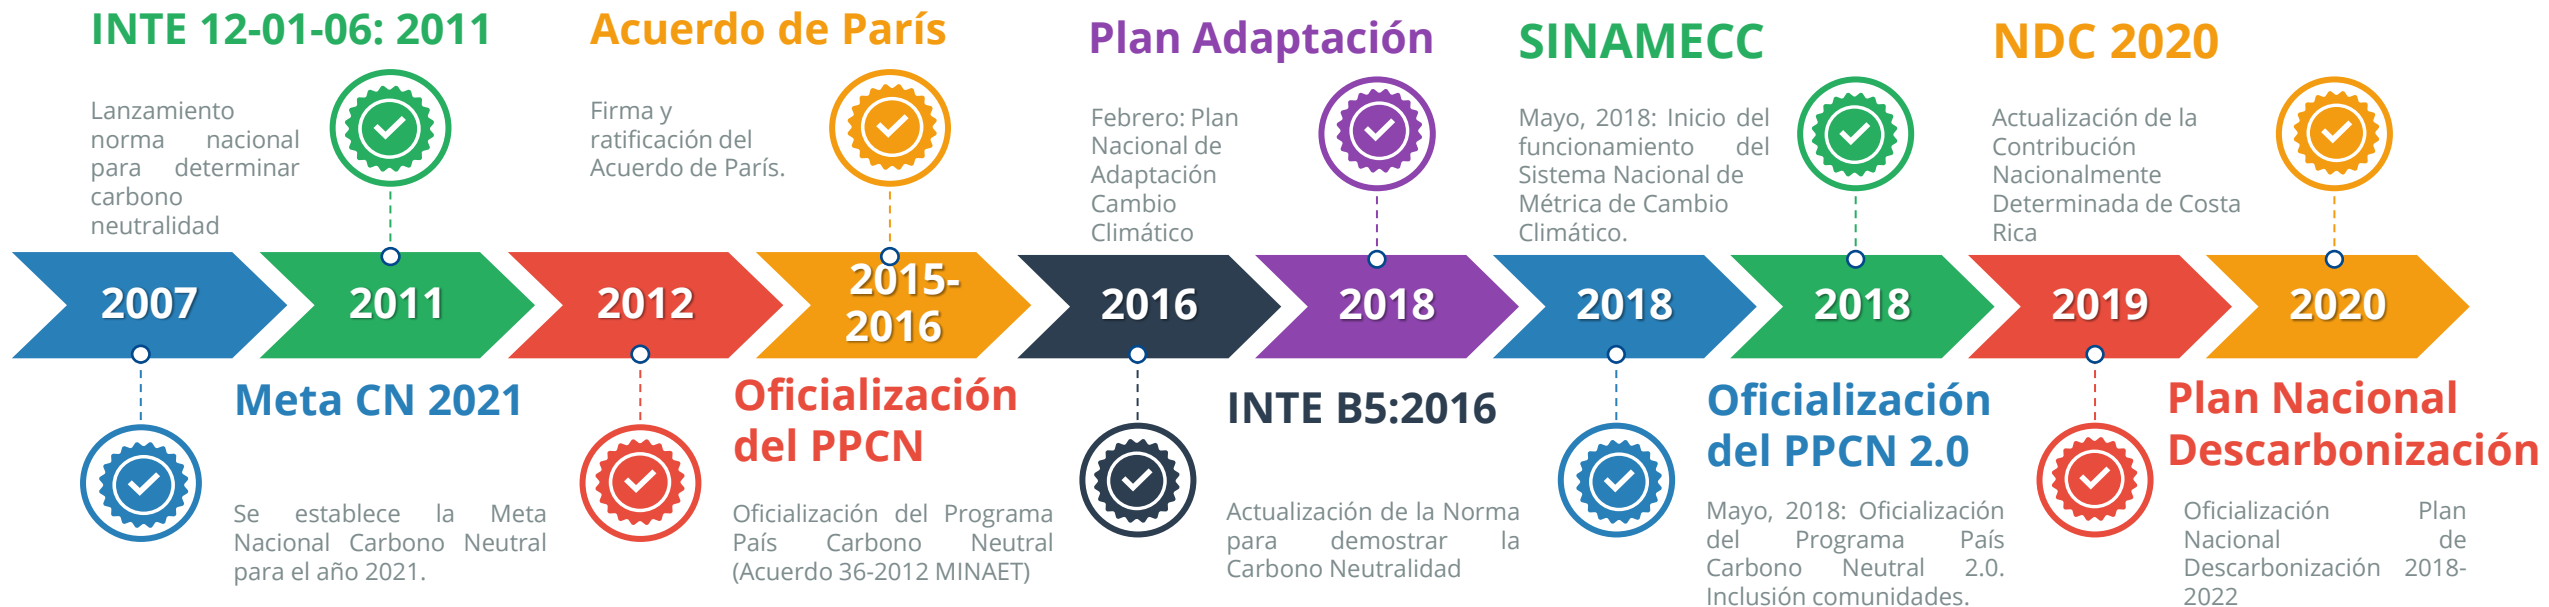 INTE 12-01-06: 2011
Lanzamiento
norma nacional
para determinar
carbono
neutralidad
Acuerdo de París
Firma y
ratificación del
Acuerdo de París.
Plan Adaptación
Febrero: Plan
Nacional de
Adaptación
Cambio
Climático
SINAMECC
Mayo, 2018: Inicio del
funcionamiento del
Sistema Nacional de
Métrica de Cambio
Climático.
NDC 2020
Actualización de la
Contribución
Nacionalmente
Determinada de Costa
Rica
2007
2011
2012
2015-
2016
2016
2018
2018
2018
2019
2020
Meta CN 2021
Se establece la Meta
Nacional Carbono Neutral
para el año 2021.
Oficialización
del PPCN
Oficialización del Programa
País Carbono Neutral
(Acuerdo 36-2012 MINAET)
INTE B5:2016
Actualización de la Norma
para demostrar la
Carbono Neutralidad
Oficialización
del PPCN 2.0
Mayo, 2018: Oficialización
del Programa País
Carbono Neutral 2.0.
Inclusión comunidades.
Plan Nacional
Descarbonización
Oficialización Plan
Nacional de
Descarbonización 2018-
2022